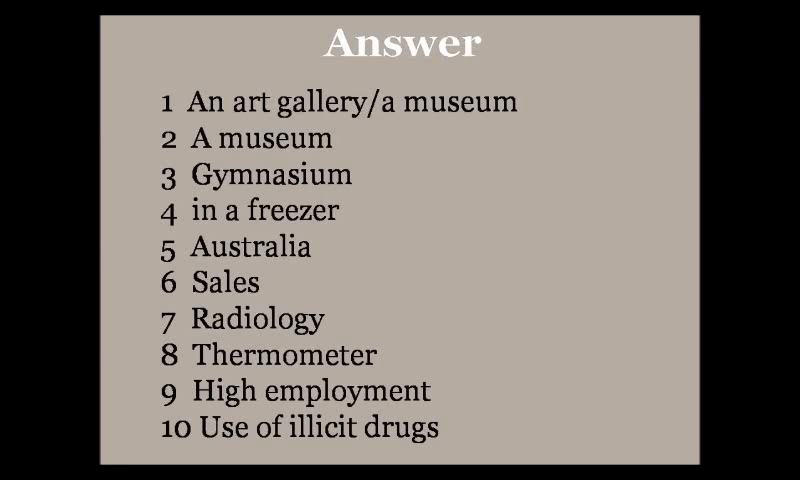 Answer
1 An art gallery/a museum
2 A museum
3 Gymnasium
4 in a freezer
5 Australia
6 Sales
7 Radiology
8 Thermometer
9 High employment
10 Use of illicit drugs